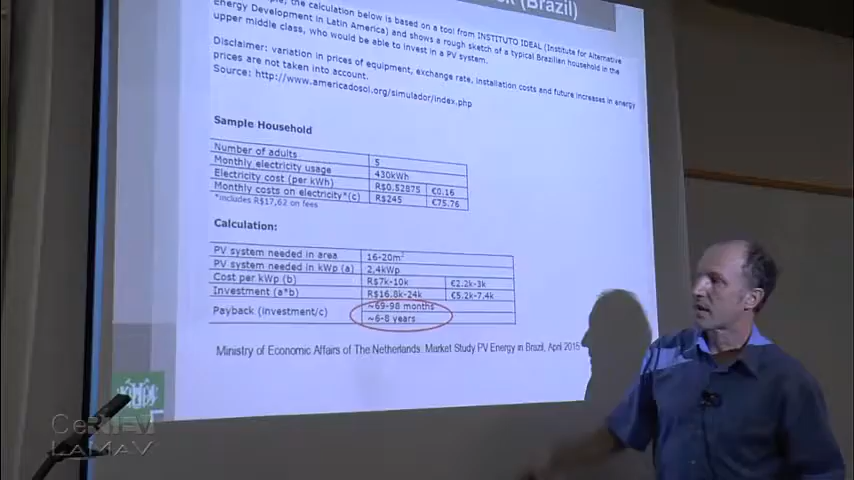 (Brazil)
the calculation below is based on a tool from INSTITUTO IDEAL (Institute for Alternative
Energy Development in Latin America) and shows a rough sketch of a typical Brazilian household in the
upper middle class, who would be able to invest in a PV system.
Disclaimer: variation in prices of equipment, exchange rate, installation costs and future increases in energy
prices are not taken into account.
Source: http://www.americadosol.org/simulador/index.php
Sample Household
Number of adults 5
Monthly electricity usage 430kWh
Electricity cost (per kWh) R$0.52875 €0.16
Monthly costs on electricity*(c) R$245 €75.76
*includes R$17,62 on fees
Calculation:
PV system needed in area 16-20m²
PV system needed in kWp (a) 2,4kWp
Cost per kWp (b) R$7k-10k €2.2k-3k
Investment (a*b) R$16.8k-24k €5.2k-7.4k
Payback (investment/c) ~69-98 months
~6-8 years
Ministry of Economic Affairs of The Netherlands: Market Study PV Energy in Brazil, April 2015
CeRTEV
LaMaV